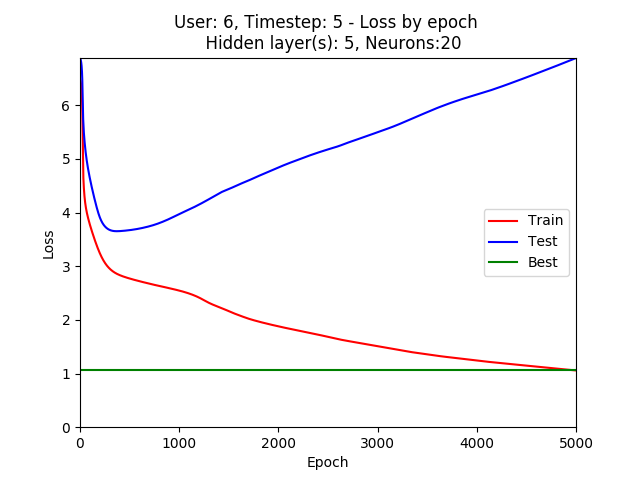 User: 6, Timestep: 5 - Loss by epoch
Hidden layer(s): 5, Neurons:20
6
5
4
3
2
1
0
Loss
Train
Test
Best
0 1000 2000 3000 4000 5000
Epoch